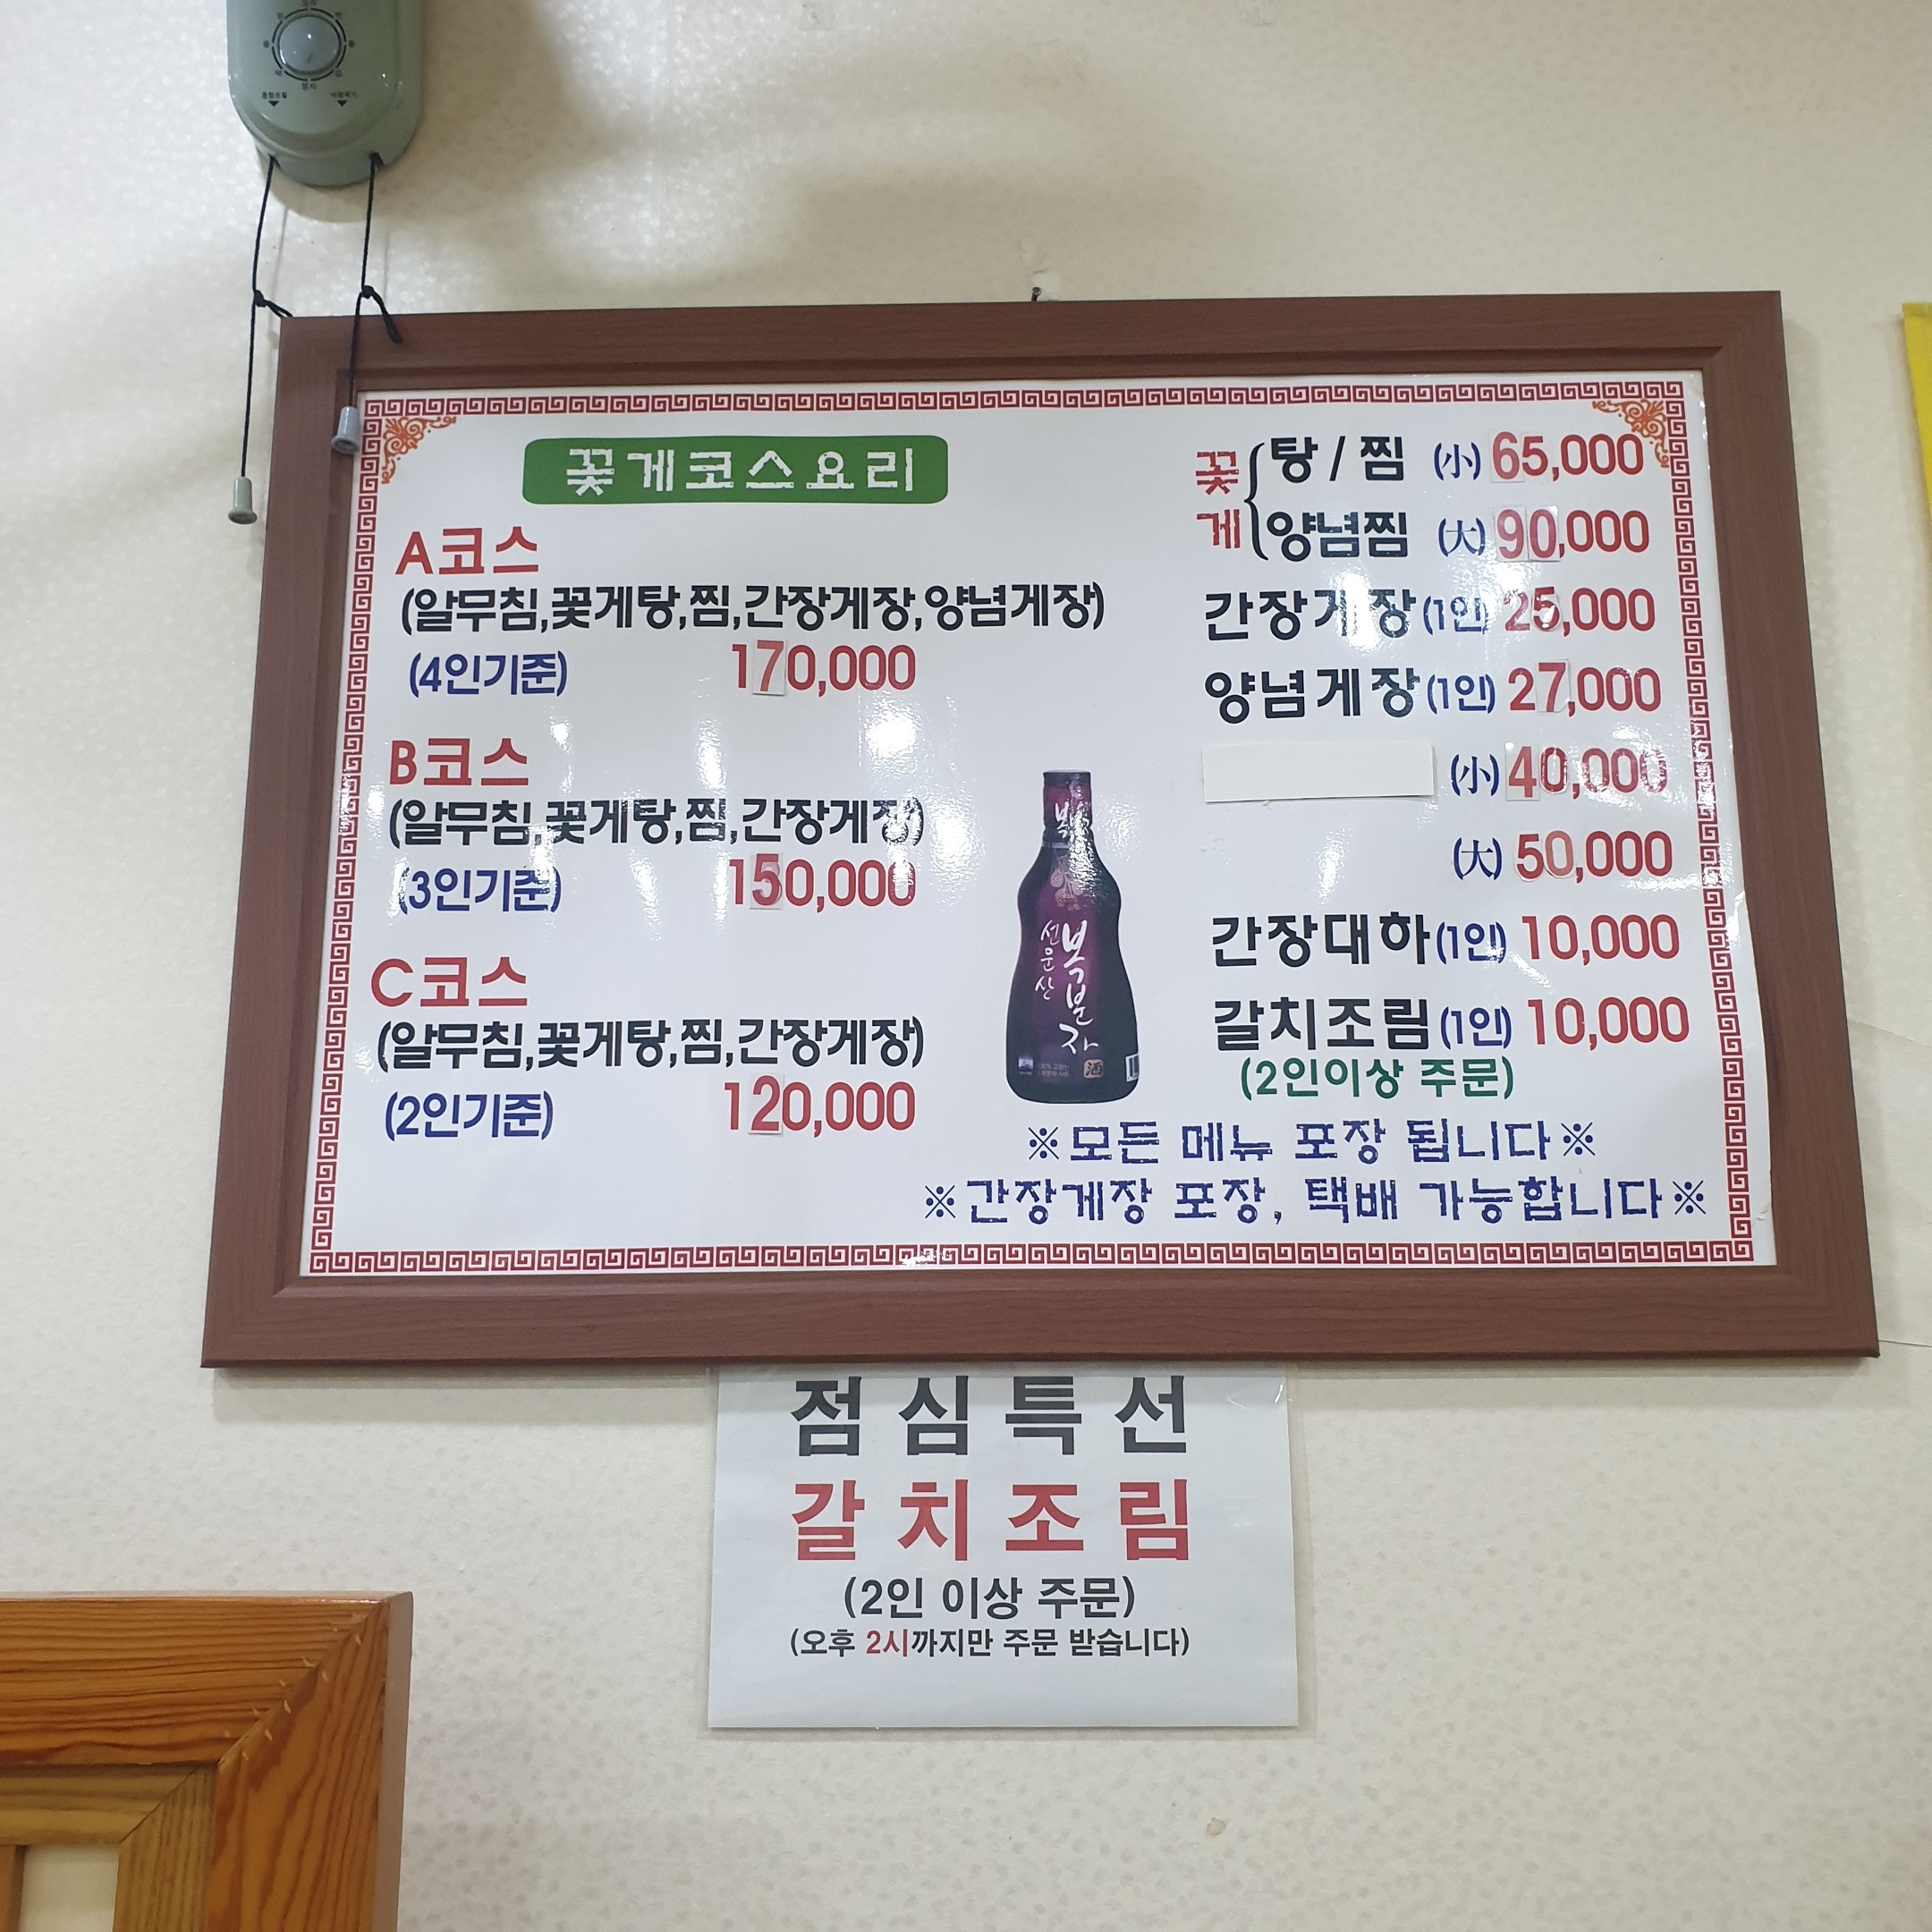 꽃게코스요리
A코스
(알무침,꽃게탕,찜,간장게장,양념게장)
(4인기준) 170,000
B코스
(알무침,꽃게탕,찜,간장게장)
(3인기준) 150,000
C코스
(알무침,꽃게탕,찜,간장게장)
(2인기준) 120,000
꽃게
탕 / 찜 (小) 65,000
양념찜 (大) 90,000
간장게장(1인) 25,000
양념게장(1인) 27,000
(小) 40,000
(大) 50,000
간장대하(1인) 10,000
갈치조림(1인) 10,000
(2인이상 주문)
선운산
복분자
酒
※모든 메뉴 포장 됩니다※
※간장게장 포장, 택배 가능합니다※
점심특선
갈치조림
(2인 이상 주문)
(오후 2시까지만 주문 받습니다)